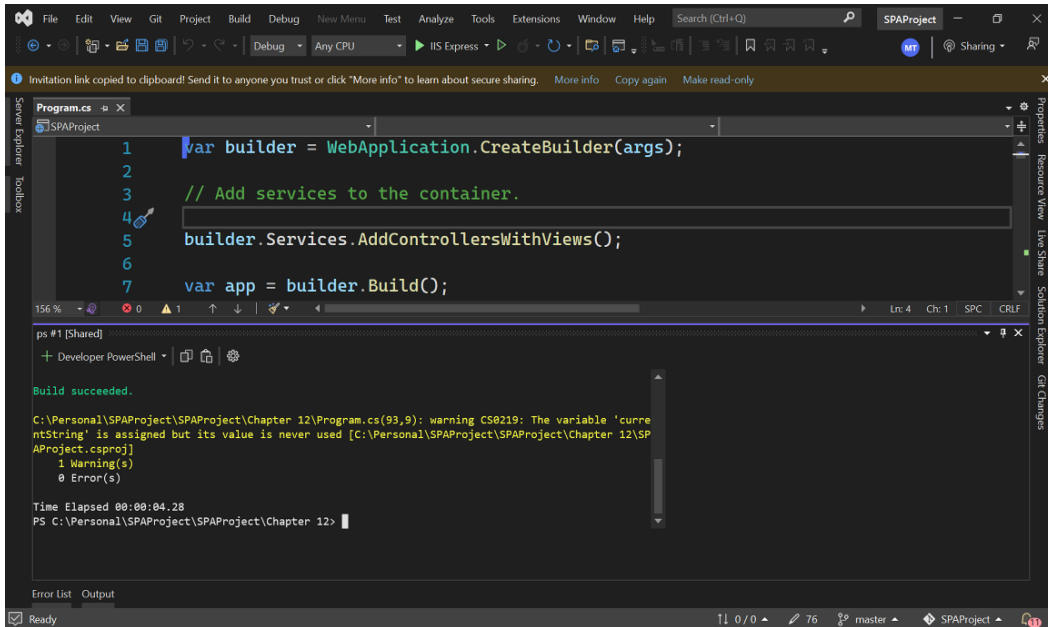 File Edit View Git Project Build Debug New Menu Test Analyze Tools Extensions Window Help Search (Ctrl+Q) SPAProject
Debug Any CPU IIS Express MT Sharing
Invitation link copied to clipboard! Send it to anyone you trust or click "More info" to learn about secure sharing. More info Copy again Make read-only
Server Explorer
Toolbox
Program.cs
SPAProject
1 var builder = WebApplication.CreateBuilder(args);
2
3 // Add services to the container.
4
5 builder.Services.AddControllersWithViews();
6
7 var app = builder.Build();
156 % 0 1 Ln: 4 Ch: 1 SPC CRLF
ps #1 [Shared]
Developer PowerShell
Build succeeded.
C:\Personal\SPAProject\SPAProject\Chapter 12\Program.cs(93,9): warning CS0219: The variable 'curre
ntString' is assigned but its value is never used [C:\Personal\SPAProject\SPAProject\Chapter 12\SP
AProject.csproj]
1 Warning(s)
0 Error(s)
Time Elapsed 00:00:04.28
PS C:\Personal\SPAProject\SPAProject\Chapter 12>
Error List Output
Ready 0 / 0 76 master SPAProject 11
Properties
Resource View
Live Share
Solution Explorer
Git Changes